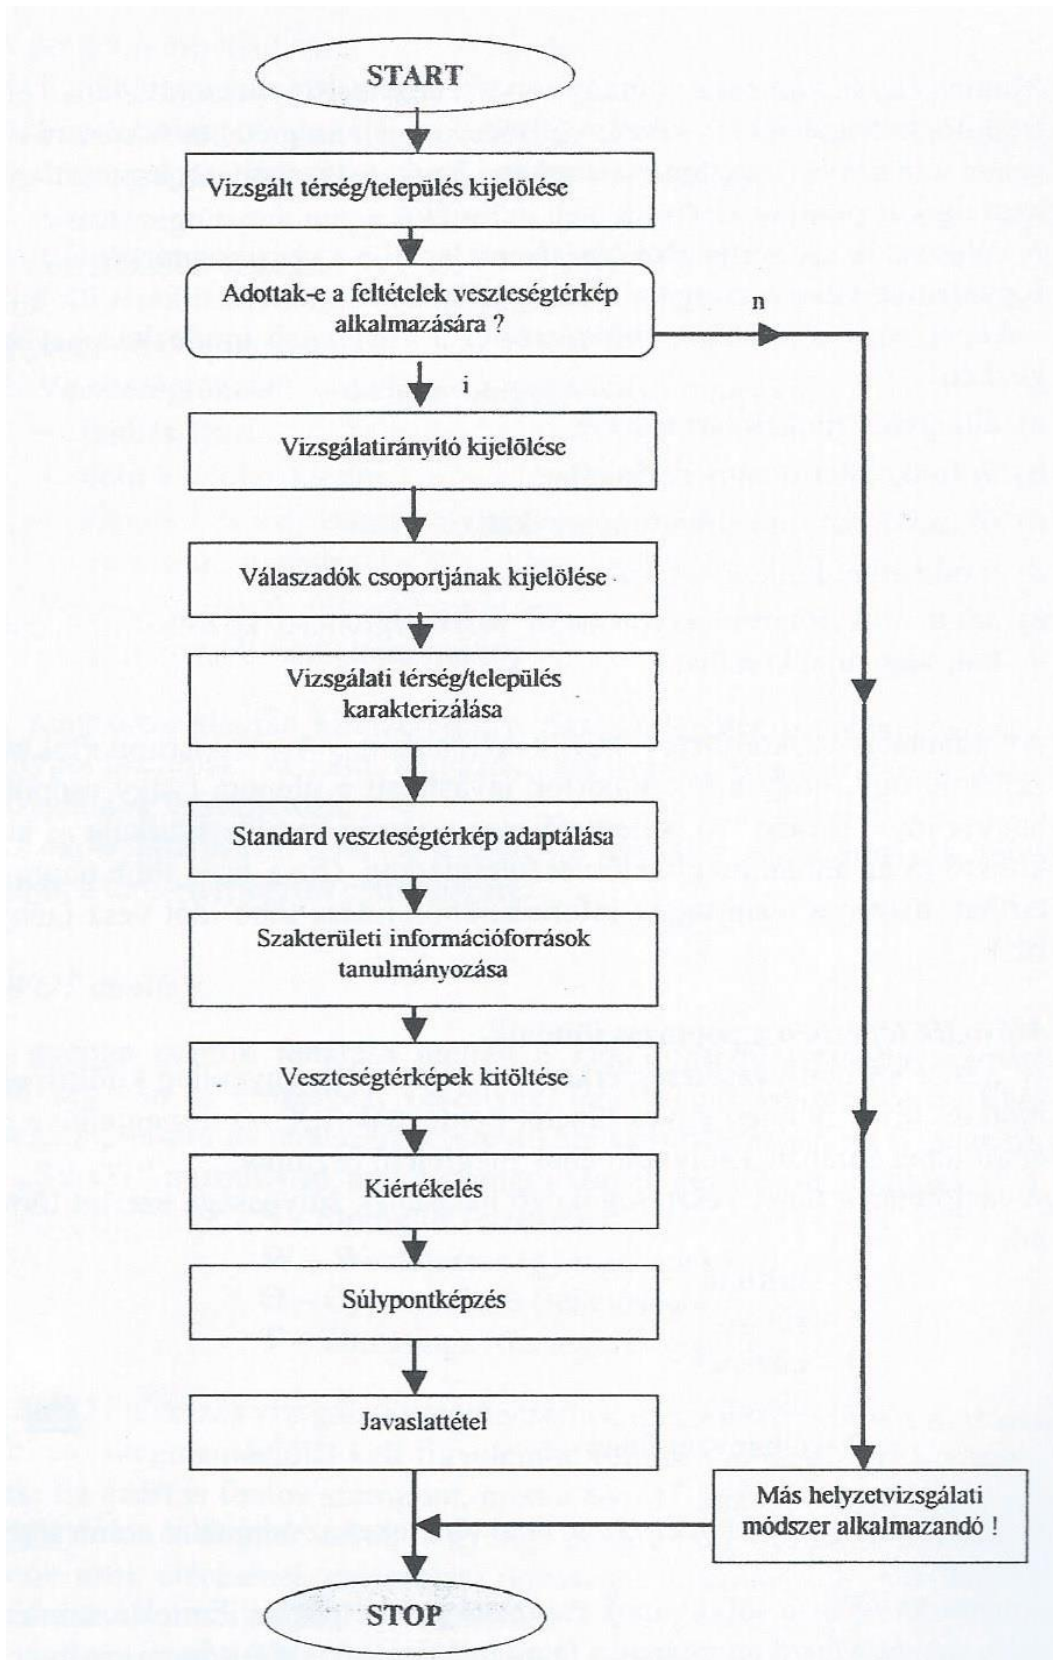 START
Vizsgált térség/település kijelölése
Adottak-e a feltételek veszteségtérkép
alkalmazására ?
n
i
Vizsgálatirányító kijelölése
Válaszadók csoportjának kijelölése
Vizsgálati térség/település
karakterizálása
Standard veszteségtérkép adaptálása
Szakterületi információforrások
tanulmányozása
Veszteségtérképek kitöltése
Kiértékelés
Súlypontképzés
Javaslattétel
Más helyzetvizsgálati
módszer alkalmazandó !
STOP